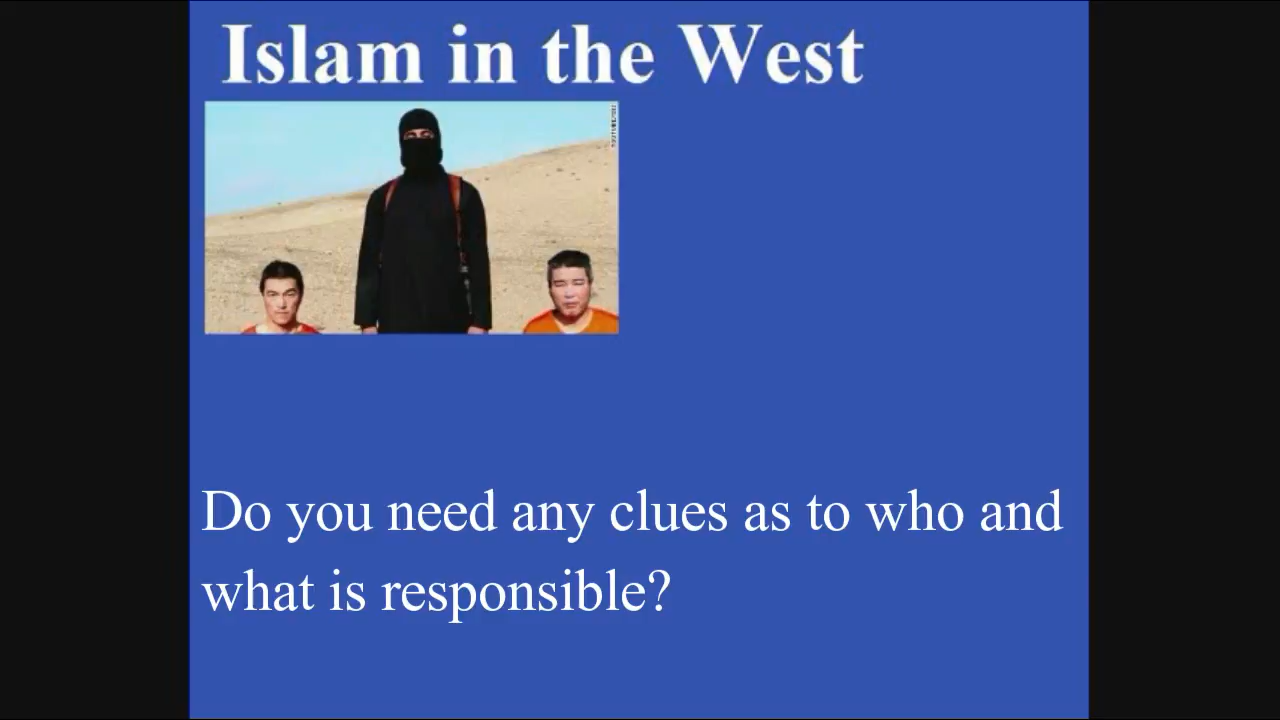 Islam in the West
Do you need any clues as to who and
what is responsible?